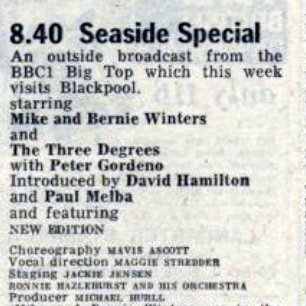 8.40 Seaside Special
An outside broadcast from the
BBC1 Big Top which this week
visits Blackpool.
starring
Mike and Bernie Winters
and
The Three Degrees
with Peter Gordeno
Introduced by David Hamilton
and Paul Melba
and featuring
NEW EDITION
Choreography MAVIS ASCOTT
Vocal direction MAGGIE STREDDER
Staging JACKIE JENSEN
RONNIE HAZLEHURST AND HIS ORCHESTRA
Producer MICHAEL HURLL